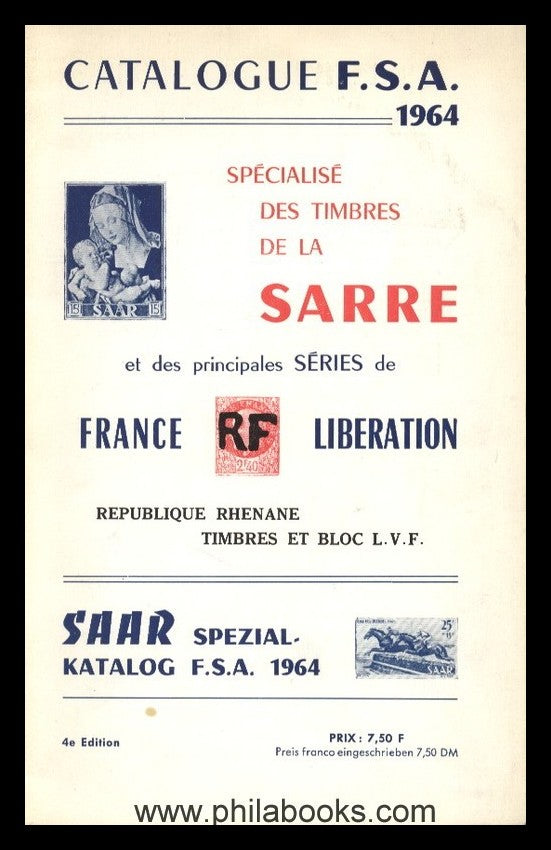 CATALOGUE F.S.A.
1964
SPÉCIALISÉ
DES TIMBRES
DE LA
SARRE
15 SAAR 15
et des principales SÉRIES de
FRANCE RF LIBERATION
2f40
REPUBLIQUE RHENANE
TIMBRES ET BLOC L.V.F.
SAAR SPEZIAL-
KATALOG F.S.A. 1964
25
SAAR
4e Edition
PRIX : 7,50 F
Preis franco eingeschrieben 7,50 DM
www.philabooks.com